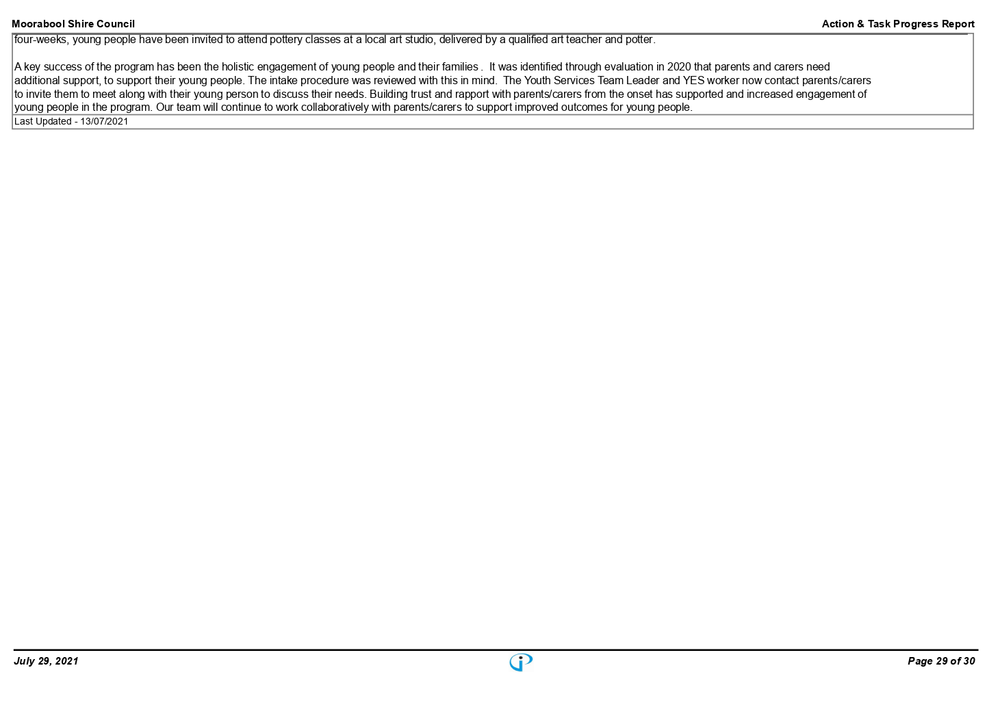 Moorabool Shire Council
Action & Task Progress Report
four-weeks, young people have been invited to attend pottery classes at a local art studio, delivered by a qualified art teacher and potter.
A key success of the program has been the holistic engagement of young people and their families .  It was identified through evaluation in 2020 that parents and carers need
additional support, to support their young people. The intake procedure was reviewed with this in mind.  The Youth Services Team Leader and YES worker now contact parents/carers
to invite them to meet along with their young person to discuss their needs. Building trust and rapport with parents/carers from the onset has supported and increased engagement of
young people in the program. Our team will continue to work collaboratively with parents/carers to support improved outcomes for young people.
Last Updated - 13/07/2021
July 29, 2021
Page 29 of 30